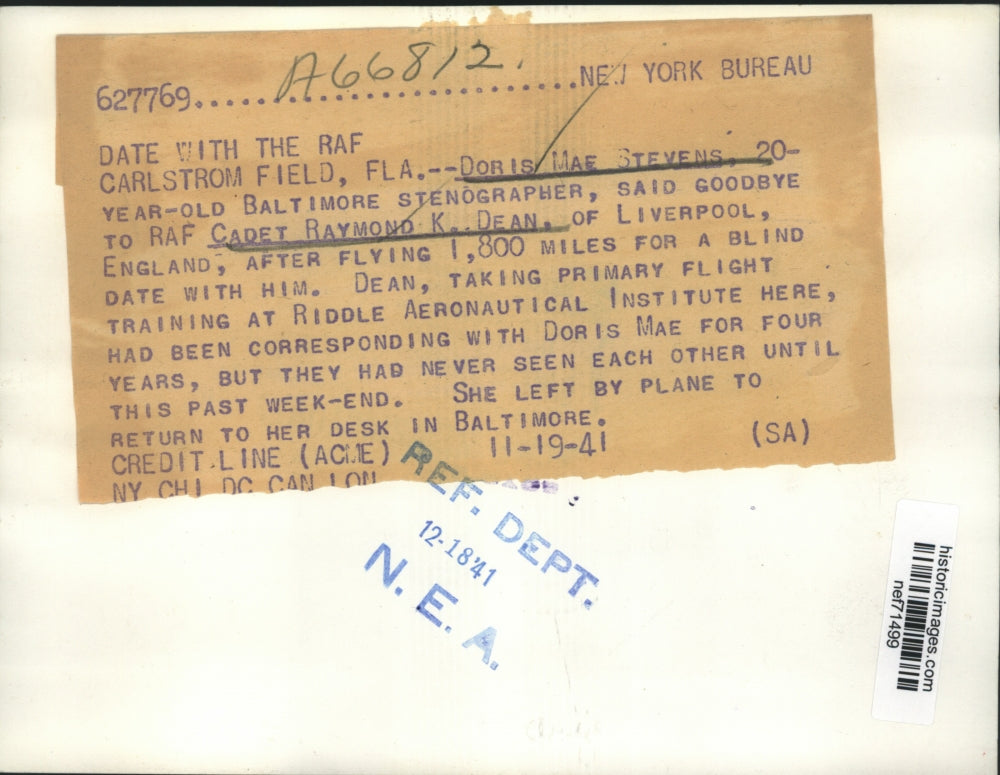 A66812.
627769..............................NEW YORK BUREAU
DATE WITH THE RAF
CARLSTROM FIELD, FLA.--DORIS MAE STEVENS, 20-
YEAR-OLD BALTIMORE STENOGRAPHER, SAID GOODBYE
TO RAF CADET RAYMOND K. DEAN, OF LIVERPOOL,
ENGLAND, AFTER FLYING 1,800 MILES FOR A BLIND
DATE WITH HIM. DEAN, TAKING PRIMARY FLIGHT
TRAINING AT RIDDLE AERONAUTICAL INSTITUTE HERE,
HAD BEEN CORRESPONDING WITH DORIS MAE FOR FOUR
YEARS, BUT THEY HAD NEVER SEEN EACH OTHER UNTIL
THIS PAST WEEK-END. SHE LEFT BY PLANE TO
RETURN TO HER DESK IN BALTIMORE.
CREDIT LINE (ACME) 11-19-41 (SA)
NY CHI DC CAN LON
REF. DEPT.
12-18'41
N. E. A.
historicimages.com
nef71499